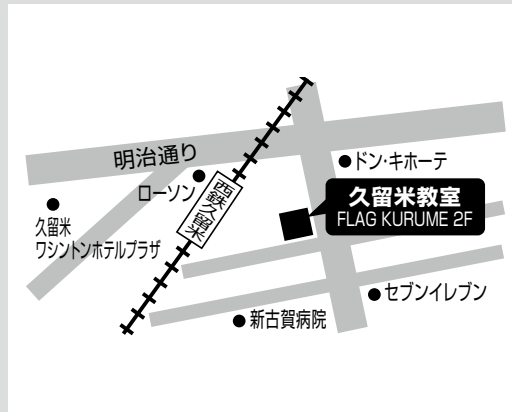 明治通り
ドン・キホーテ
ローソン
西鉄久留米
久留米教室
FLAG KURUME 2F
久留米
ワシントンホテルプラザ
セブンイレブン
新古賀病院